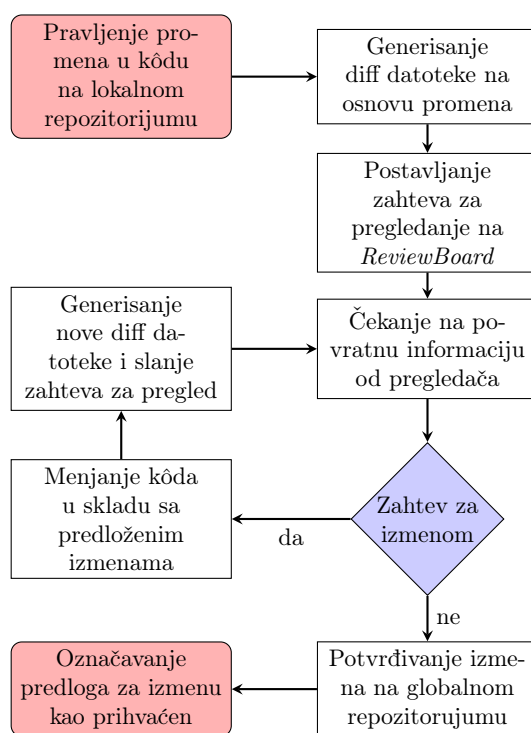 Pravljenje pro-
mena u kôdu
na lokalnom
repozitorijumu
Generisanje
diff datoteke na
osnovu promena
Postavljanje
zahteva za
pregledanje na
ReviewBoard
Generisanje
nove diff da-
toteke i slanje
zahteva za pregled
Čekanje na po-
vratnu informaciju
od pregledača
Menjanje kôda
u skladu sa
predloženim
izmenama
da
Zahtev za
izmenom
ne
Označavanje
predloga za izmenu
kao prihvaćen
Potvrđivanje izme-
na na globalnom
repozitorujumu